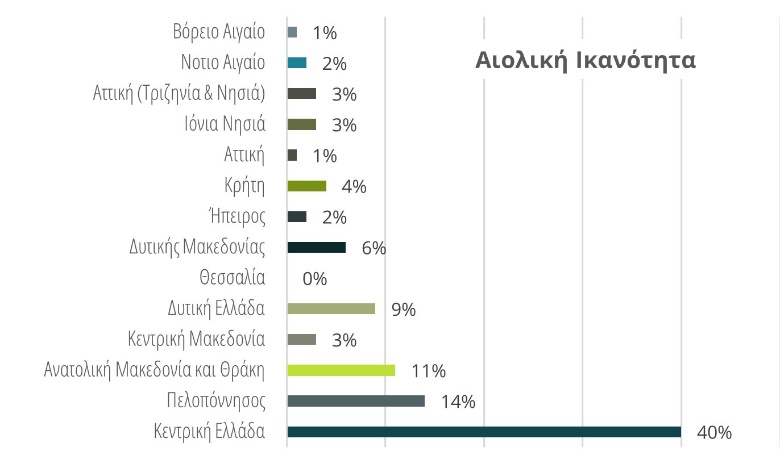 Αιολική Ικανότητα
Βόρειο Αιγαίο 1%
Νοτιο Αιγαίο 2%
Αττική (Τριζηνία & Νησιά) 3%
Ιόνια Νησιά 3%
Αττική 1%
Κρήτη 4%
Ήπειρος 2%
Δυτικής Μακεδονίας 6%
Θεσσαλία 0%
Δυτική Ελλάδα 9%
Κεντρική Μακεδονία 3%
Ανατολική Μακεδονία και Θράκη 11%
Πελοπόννησος 14%
Κεντρική Ελλάδα 40%